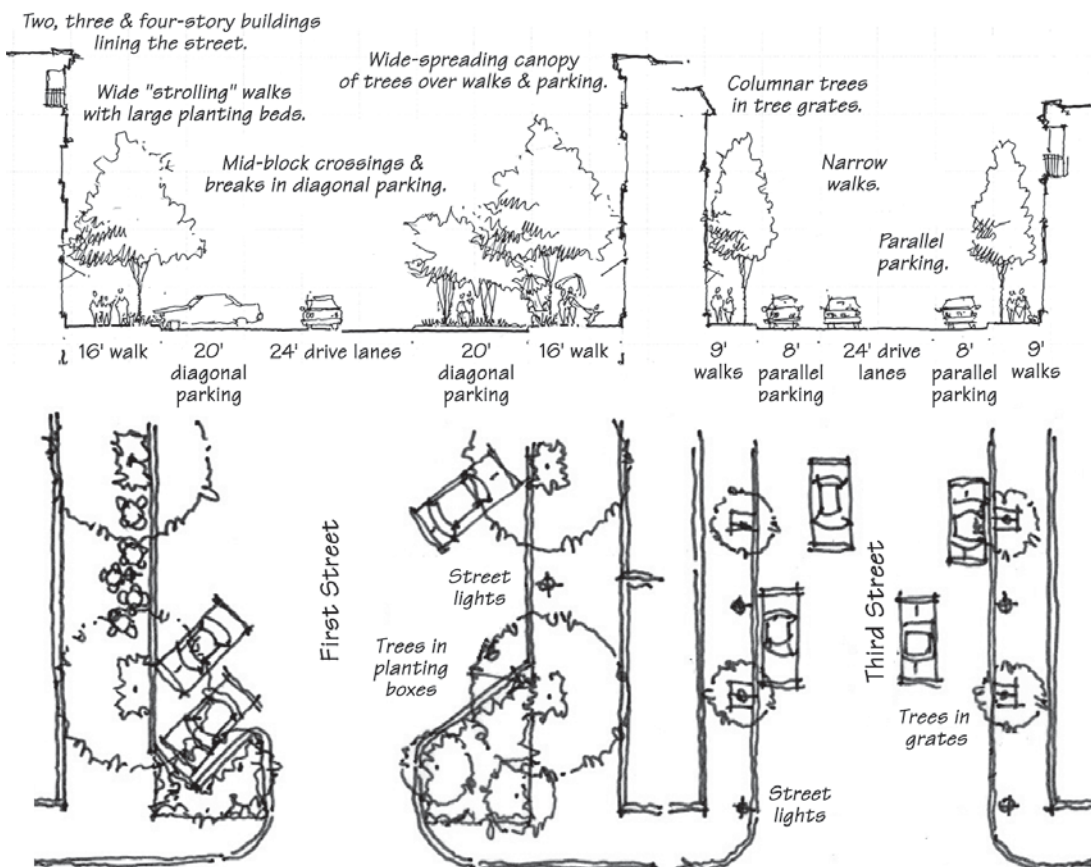 Two, three & four-story buildings
lining the street.
Wide "strolling" walks
with large planting beds.
Wide-spreading canopy
of trees over walks & parking.
Mid-block crossings &
breaks in diagonal parking.
Columnar trees
in tree grates.
Narrow
walks.
Parallel
parking.
16' walk
20'
diagonal
parking
24' drive lanes
20'
diagonal
parking
16' walk
9'
walks
8'
parallel
parking
24' drive
lanes
8'
parallel
parking
9'
walks
First Street
Street
lights
Trees in
planting
boxes
Third Street
Trees in
grates
Street
lights